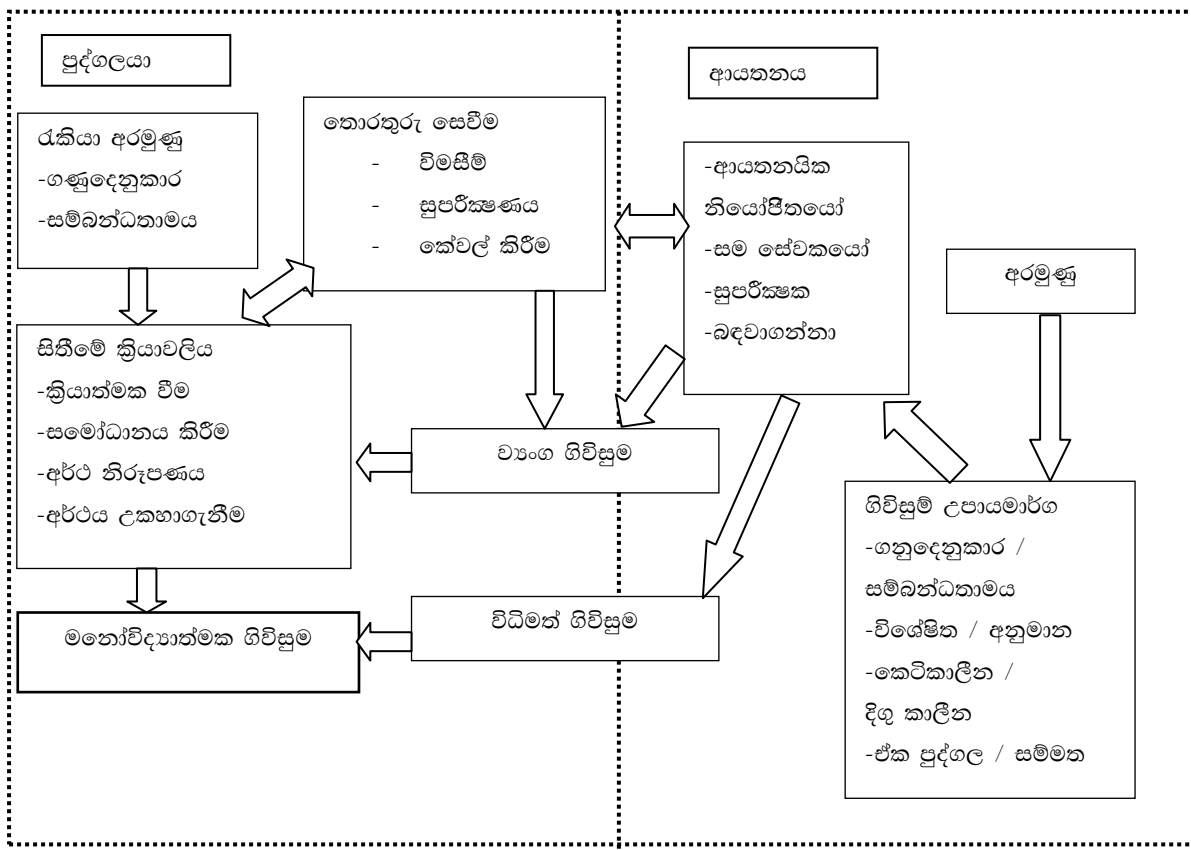 පුද්ගලයා
රැකියා අරමුණු
-ගණුදෙනුකාර
-සම්බන්ධතාමය
තොරතුරු සෙවීම
- විමසීම්
- සුපරීක්‍ෂණය
- කේවල් කිරීම
සිතීමේ ක්‍රියාවලිය
-ක්‍රියාත්මක වීම
-සමෝධානය කිරීම
-අර්ථ නිරූපණය
-අර්ථය උකහාගැනීම
මනෝවිද්‍යාත්මක ගිවිසුම
ව්‍යංග ගිවිසුම
විධිමත් ගිවිසුම
ආයතනය
-ආයතනයික
නියෝජිතයෝ
-සම සේවකයෝ
-සුපරීක්‍ෂක
-බඳවාගන්නා
අරමුණු
ගිවිසුම් උපායමාර්ග
-ගනුදෙනුකාර /
සම්බන්ධතාමය
-විශේෂිත / අනුමාන
-කෙටිකාලීන /
දිගු කාලීන
-ඒක පුද්ගල / සම්මත